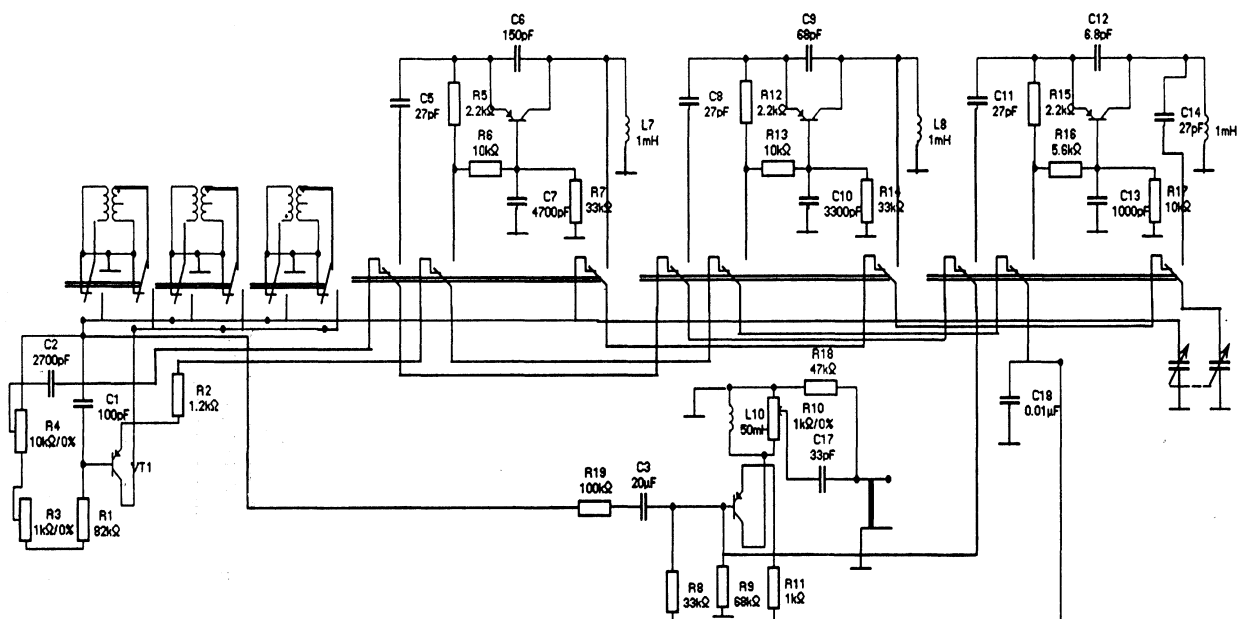 C6
150pF
C9
68pF
C12
6.8pF
C5
27pF
R5
2.2kΩ
R6
10kΩ
L7
1mH
C7
4700pF
R7
33kΩ
C8
27pF
R12
2.2kΩ
R13
10kΩ
L8
1mH
C10
3300pF
R14
33kΩ
C11
27pF
R15
2.2kΩ
R16
5.6kΩ
C14
27pF
1mH
C13
1000pF
R17
10kΩ
C2
2700pF
C1
100pF
R2
1.2kΩ
R4
10kΩ/0%
VT1
R3
1kΩ/0%
R1
82kΩ
R18
47kΩ
L10
50mH
R10
1kΩ/0%
C17
33pF
C18
0.01µF
R19
100kΩ
C3
20µF
R8
33kΩ
R9
68kΩ
R11
1kΩ